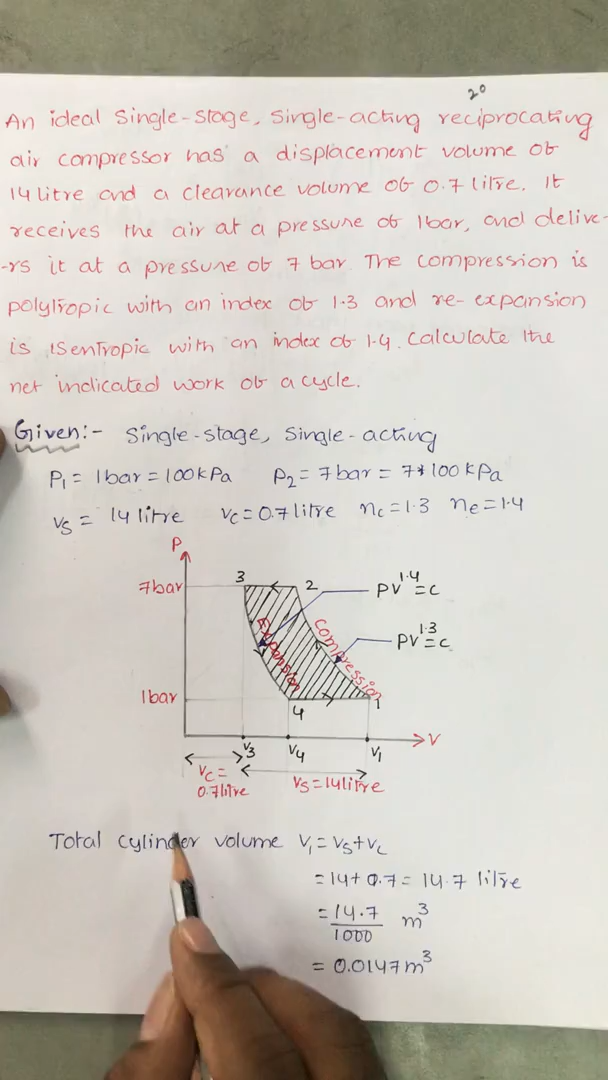 20
An ideal single-stage, single-acting reciprocating
air compressor has a displacement volume of
14 litre and a clearance volume of 0.7 litre. It
receives the air at a pressure of 1bar, and delive-
-rs it at a pressure of 7 bar. The compression is
polytropic with an index of 1.3 and re-expansion
is isentropic with an index of 1.4. Calculate the
net indicated work of a cycle.
Given:- Single-stage, Single-acting
P₁ = 1bar = 100kPa P₂ = 7bar = 7*100kPa
Vs = 14 litre Vc = 0.7 litre nc = 1.3 ne = 1.4
P
7bar 3 2 PV^1.4 = C
Expansion Compression PV^1.3 = C
1bar 4 1
V₃ V₄ V₁ V
Vc = 0.7litre Vs = 14litre
Total cylinder volume V₁ = Vs + Vc
= 14 + 0.7 = 14.7 litre
= 14.7/1000 m³
= 0.0147m³